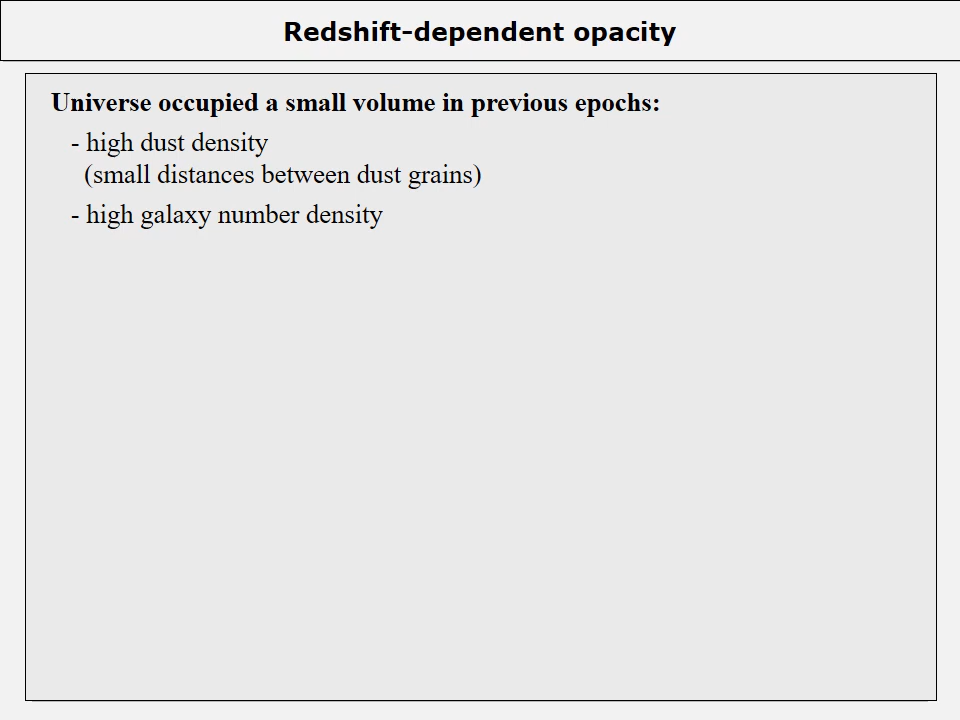 Redshift-dependent opacity
Universe occupied a small volume in previous epochs:
- high dust density
(small distances between dust grains)
- high galaxy number density